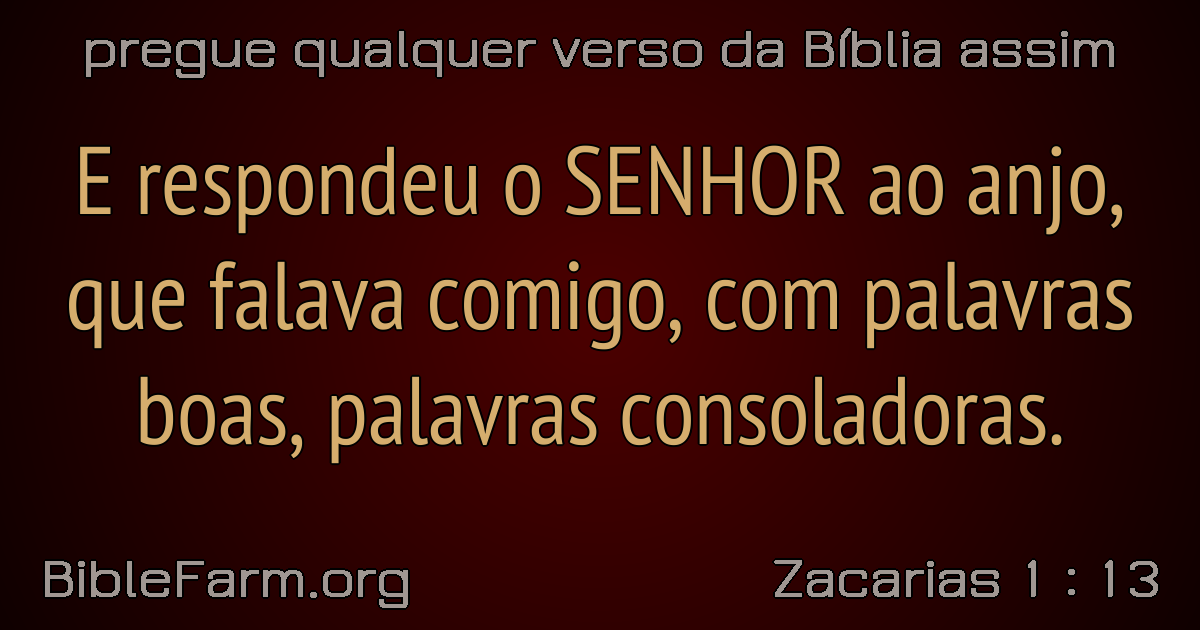 pregue qualquer verso da Bíblia assim
E respondeu o SENHOR ao anjo,
que falava comigo, com palavras
boas, palavras consoladoras.
BibleFarm.org
Zacarias 1 : 13